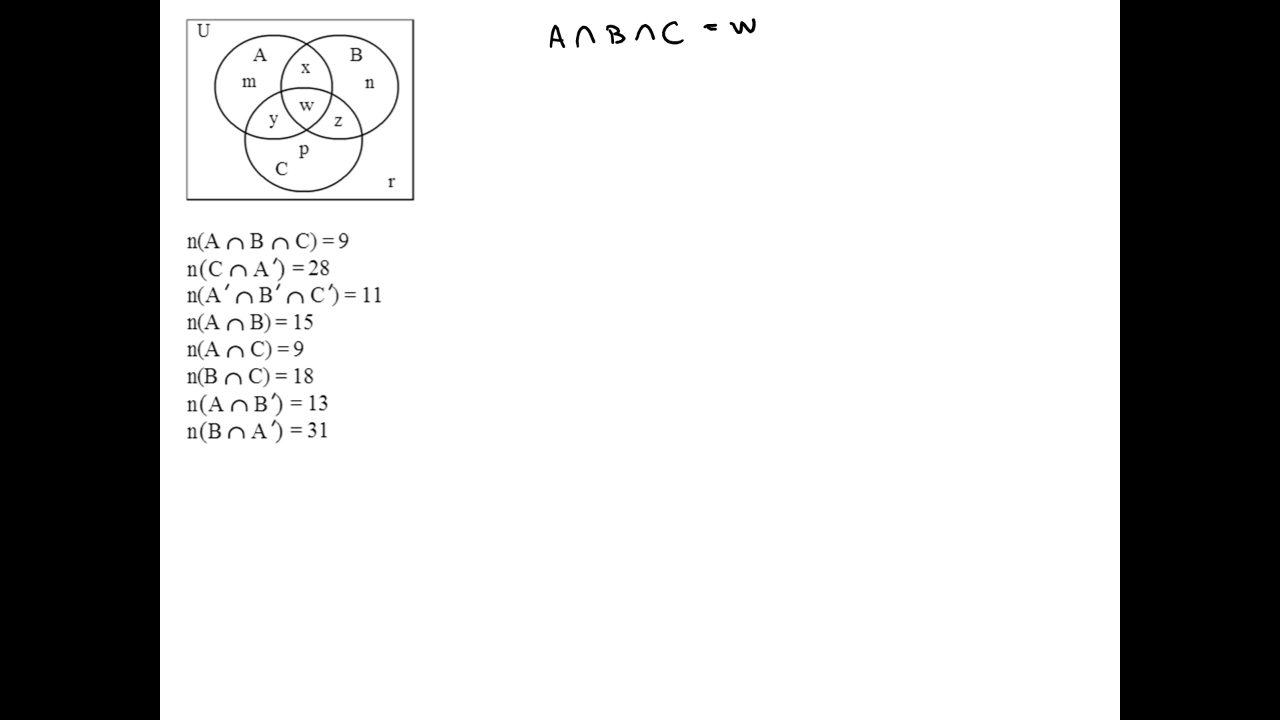 U
A B
x
m n
w
y z
p
C
r
A ∩ B ∩ C = w
n(A ∩ B ∩ C) = 9
n(C ∩ A′) = 28
n(A′ ∩ B′ ∩ C′) = 11
n(A ∩ B) = 15
n(A ∩ C) = 9
n(B ∩ C) = 18
n(A ∩ B′) = 13
n(B ∩ A′) = 31